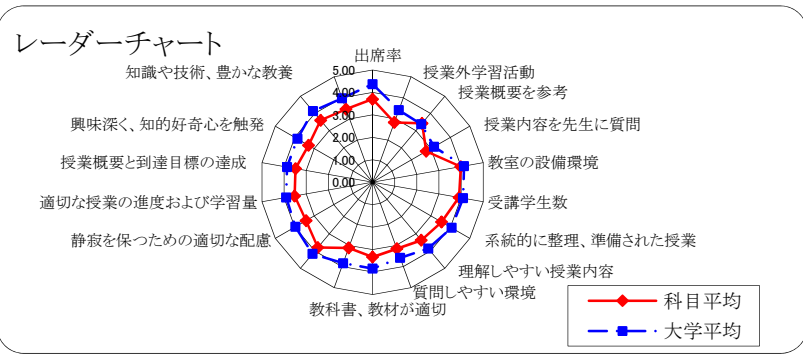 レーダーチャート
出席率
授業外学習活動
授業概要を参考
授業内容を先生に質問
教室の設備環境
受講学生数
系統的に整理、準備された授業
理解しやすい授業内容
質問しやすい環境
教科書、教材が適切
静寂を保つための適切な配慮
適切な授業の進度および学習量
授業概要と到達目標の達成
興味深く、知的好奇心を触発
知識や技術、豊かな教養
5.00
4.00
3.00
2.00
1.00
0.00
科目平均
大学平均